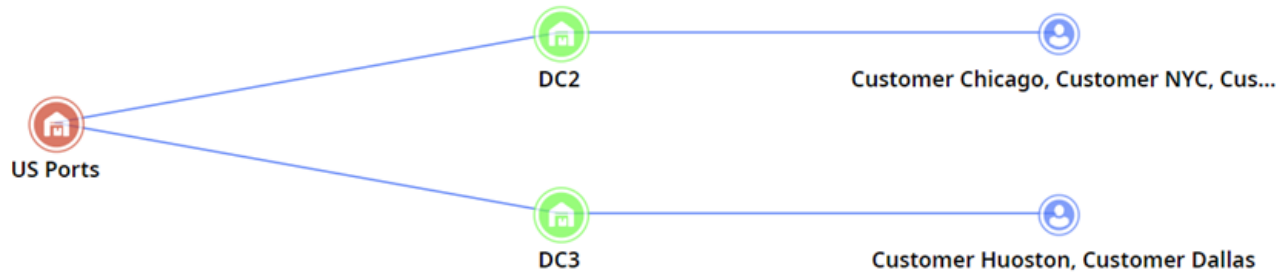 DC2
Customer Chicago, Customer NYC, Cus...
US Ports
DC3
Customer Huoston, Customer Dallas